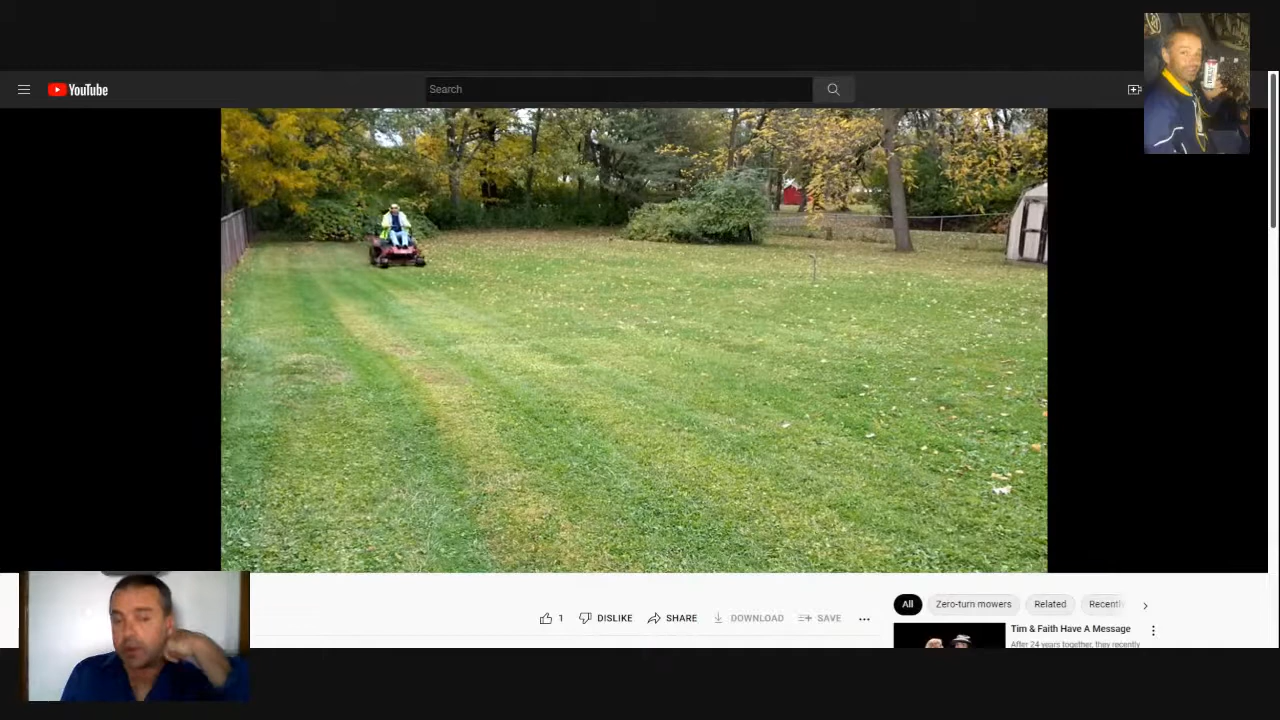 YouTube
Search
1
DISLIKE
SHARE
DOWNLOAD
SAVE
All
Zero-turn mowers
Related
Recently
Tim & Faith Have A Message
After 24 years together, they recently